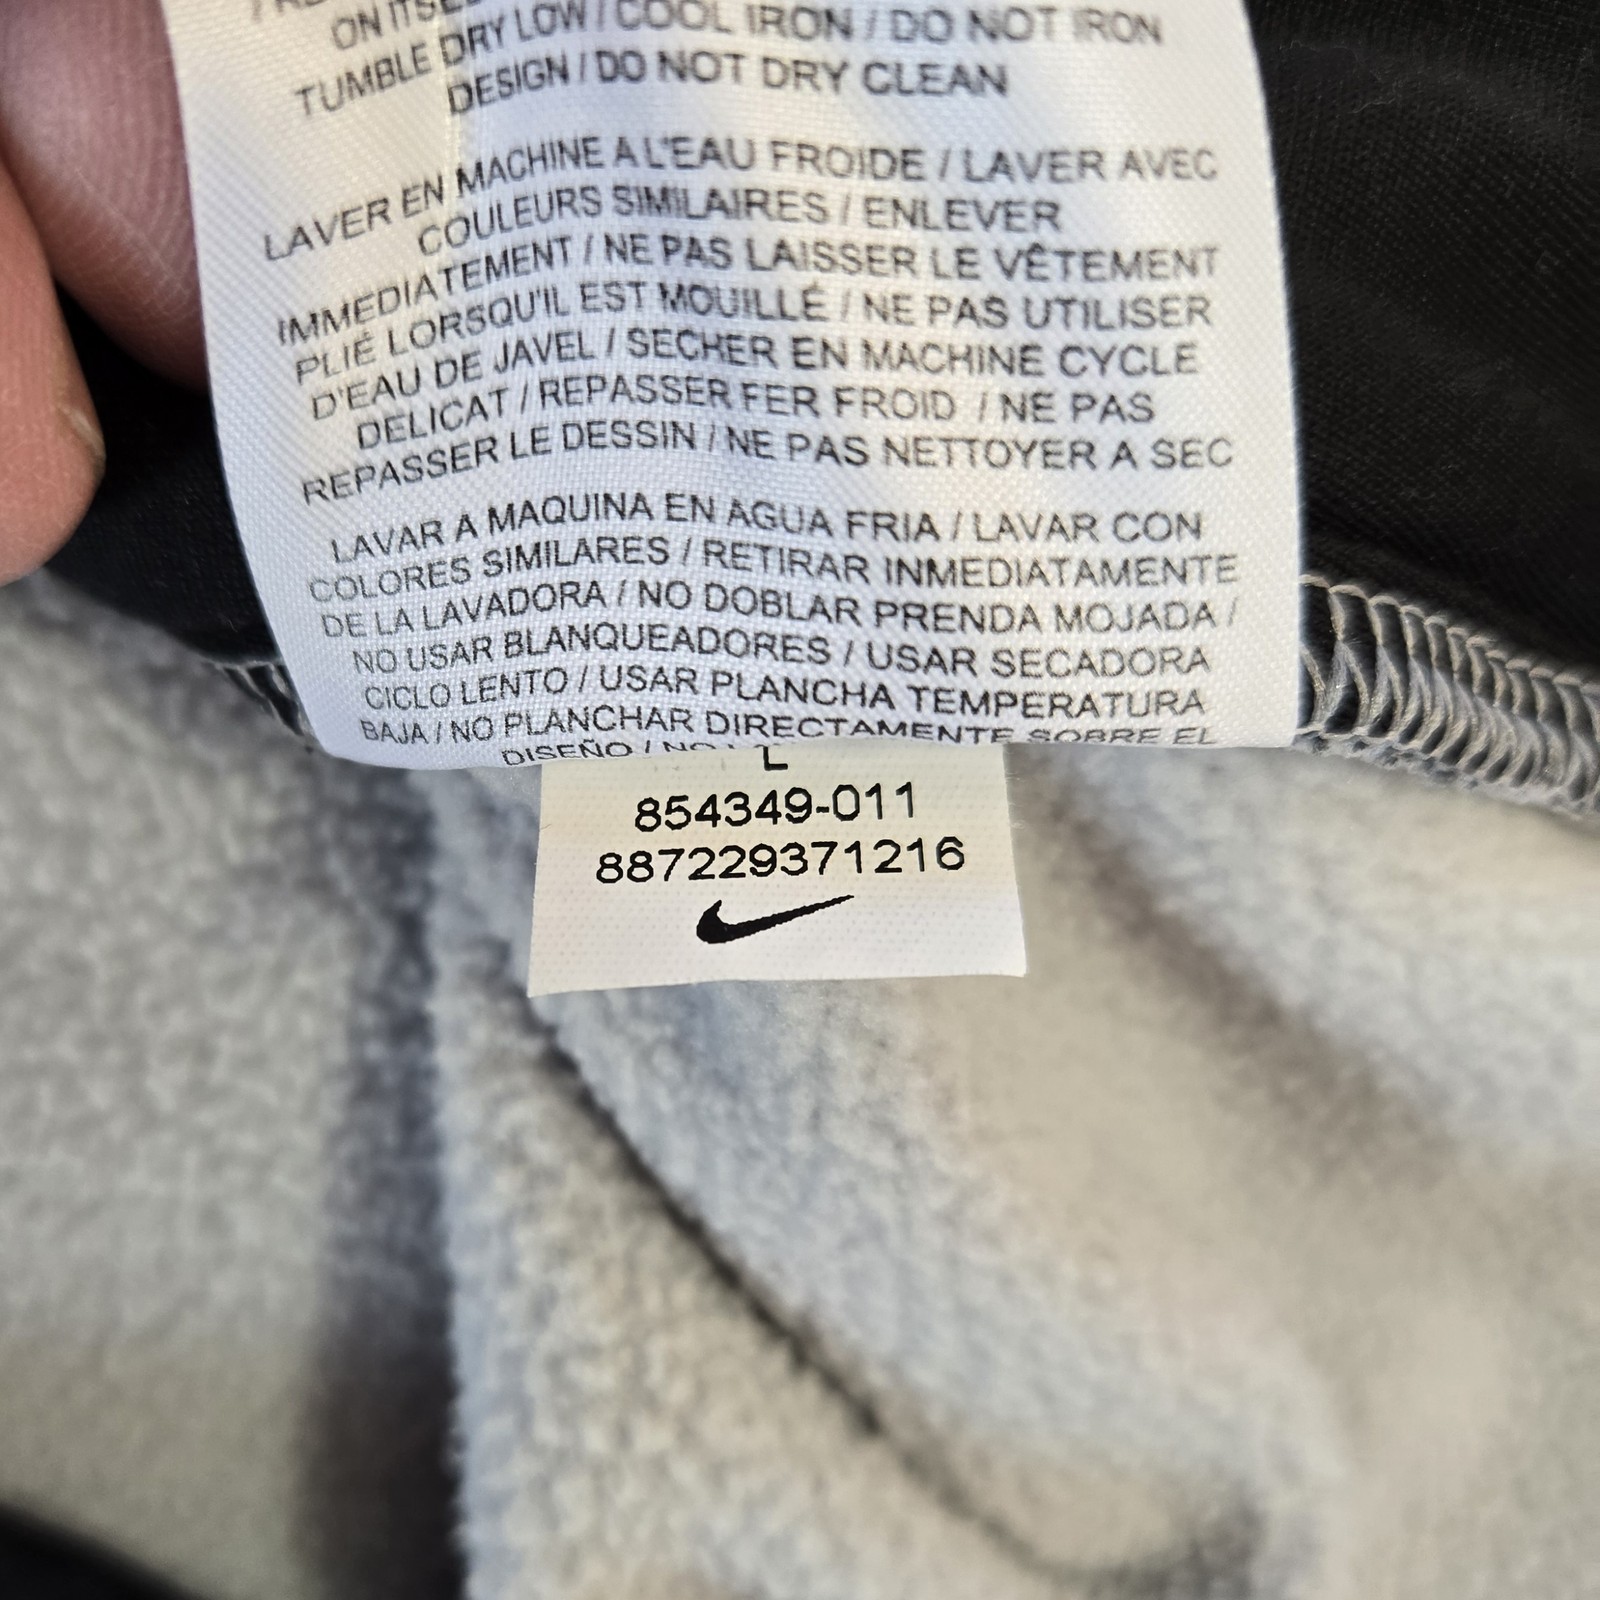 ON ITSE
TUMBLE DRY LOW / COOL IRON / DO NOT IRON
DESIGN / DO NOT DRY CLEAN
LAVER EN MACHINE A L'EAU FROIDE / LAVER AVEC
COULEURS SIMILAIRES / ENLEVER
IMMEDIATEMENT / NE PAS LAISSER LE VÊTEMENT
PLIÉ LORSQU'IL EST MOUILLÉ / NE PAS UTILISER
D'EAU DE JAVEL / SECHER EN MACHINE CYCLE
DELICAT / REPASSER FER FROID / NE PAS
REPASSER LE DESSIN / NE PAS NETTOYER A SEC
LAVAR A MAQUINA EN AGUA FRIA / LAVAR CON
COLORES SIMILARES / RETIRAR INMEDIATAMENTE
DE LA LAVADORA / NO DOBLAR PRENDA MOJADA /
NO USAR BLANQUEADORES / USAR SECADORA
CICLO LENTO / USAR PLANCHA TEMPERATURA
BAJA / NO PLANCHAR DIRECTAMENTE SOBRE EL
DISEÑO / NO
L
854349-011
887229371216